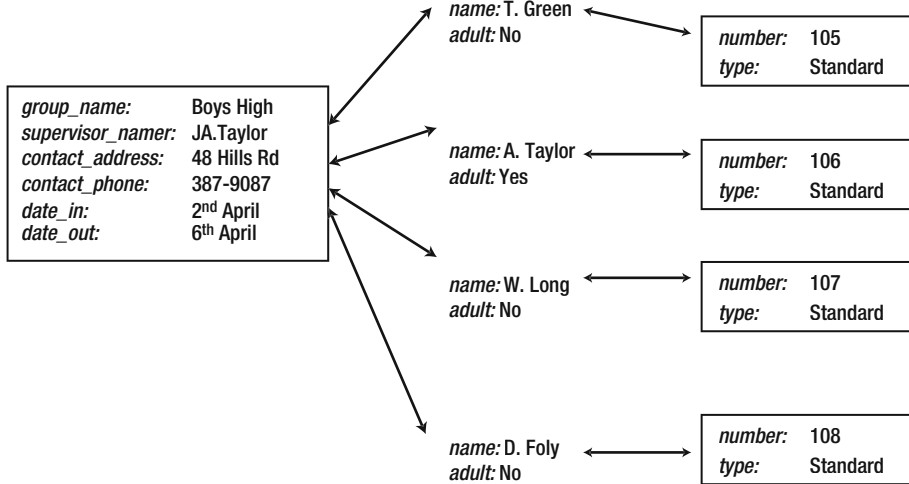 name: T. Green
adult: No
number: 105
type: Standard
group_name: Boys High
supervisor_namer: JA.Taylor
contact_address: 48 Hills Rd
contact_phone: 387-9087
date_in: 2nd April
date_out: 6th April
name: A. Taylor
adult: Yes
number: 106
type: Standard
name: W. Long
adult: No
number: 107
type: Standard
name: D. Foly
adult: No
number: 108
type: Standard